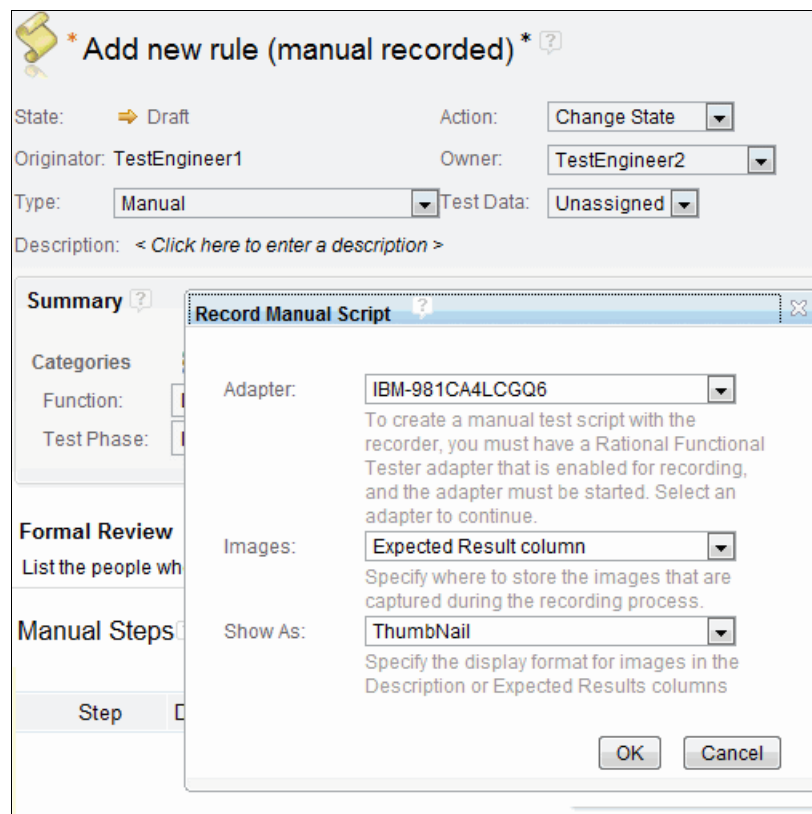 * Add new rule (manual recorded) * ?
State: Draft Action: Change State
Originator: TestEngineer1 Owner: TestEngineer2
Type: Manual Test Data: Unassigned
Description: < Click here to enter a description >
Summary ?
Record Manual Script ?
Categories
Function:
Test Phase:
Adapter: IBM-981CA4LCGQ6
To create a manual test script with the
recorder, you must have a Rational Functional
Tester adapter that is enabled for recording,
and the adapter must be started. Select an
adapter to continue.
Formal Review
Images: Expected Result column
List the people wh
Specify where to store the images that are
captured during the recording process.
Manual Steps
Show As: ThumbNail
Specify the display format for images in the
Description or Expected Results columns
Step D
OK Cancel